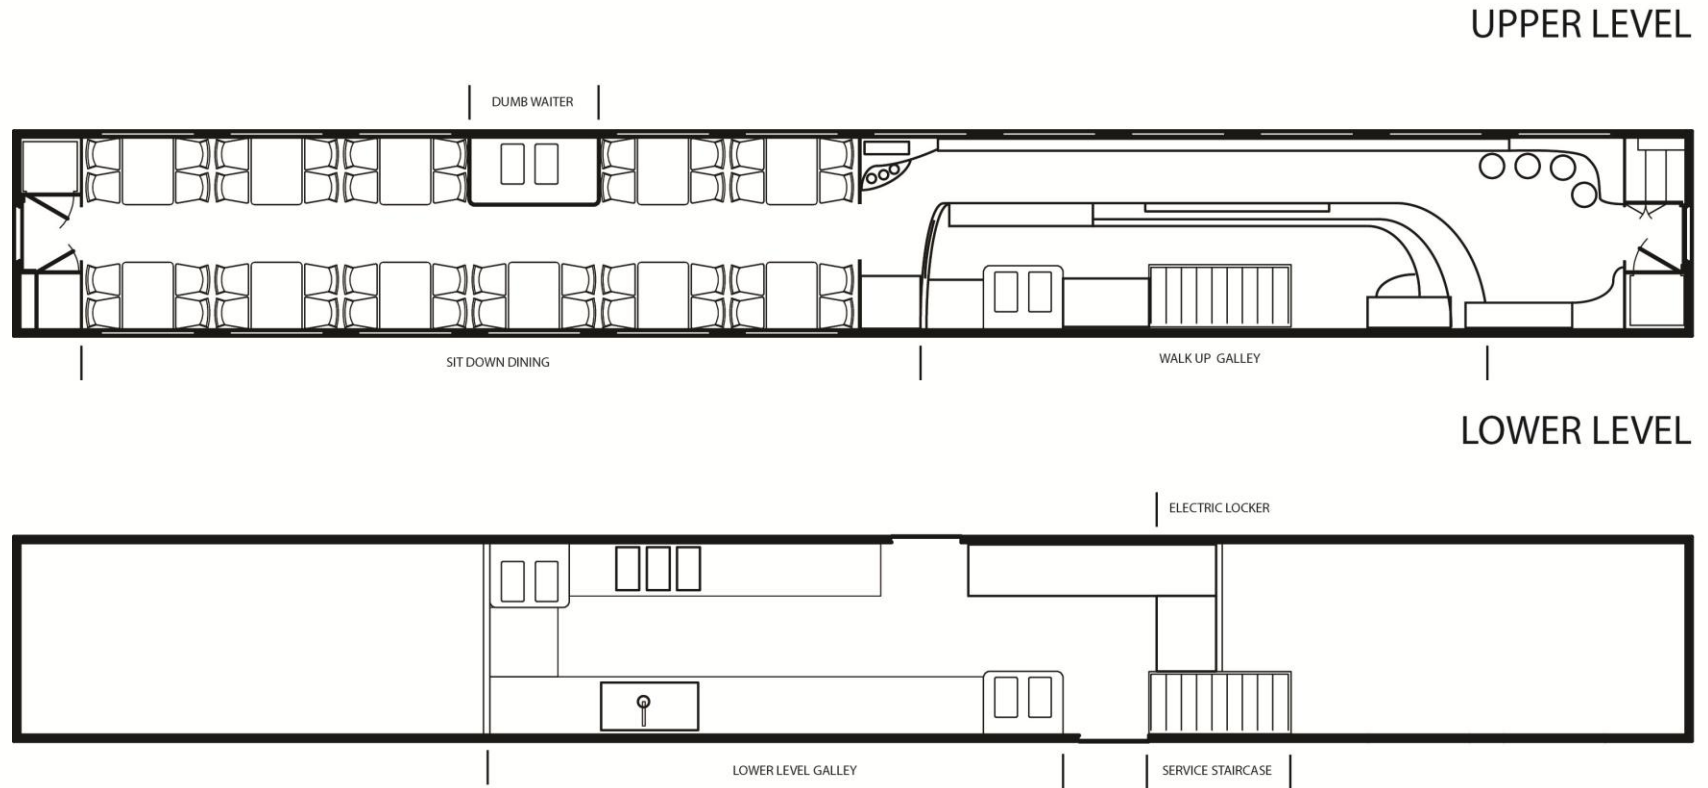 UPPER LEVEL
DUMB WAITER
SIT DOWN DINING
WALK UP GALLEY
LOWER LEVEL
ELECTRIC LOCKER
LOWER LEVEL GALLEY
SERVICE STAIRCASE